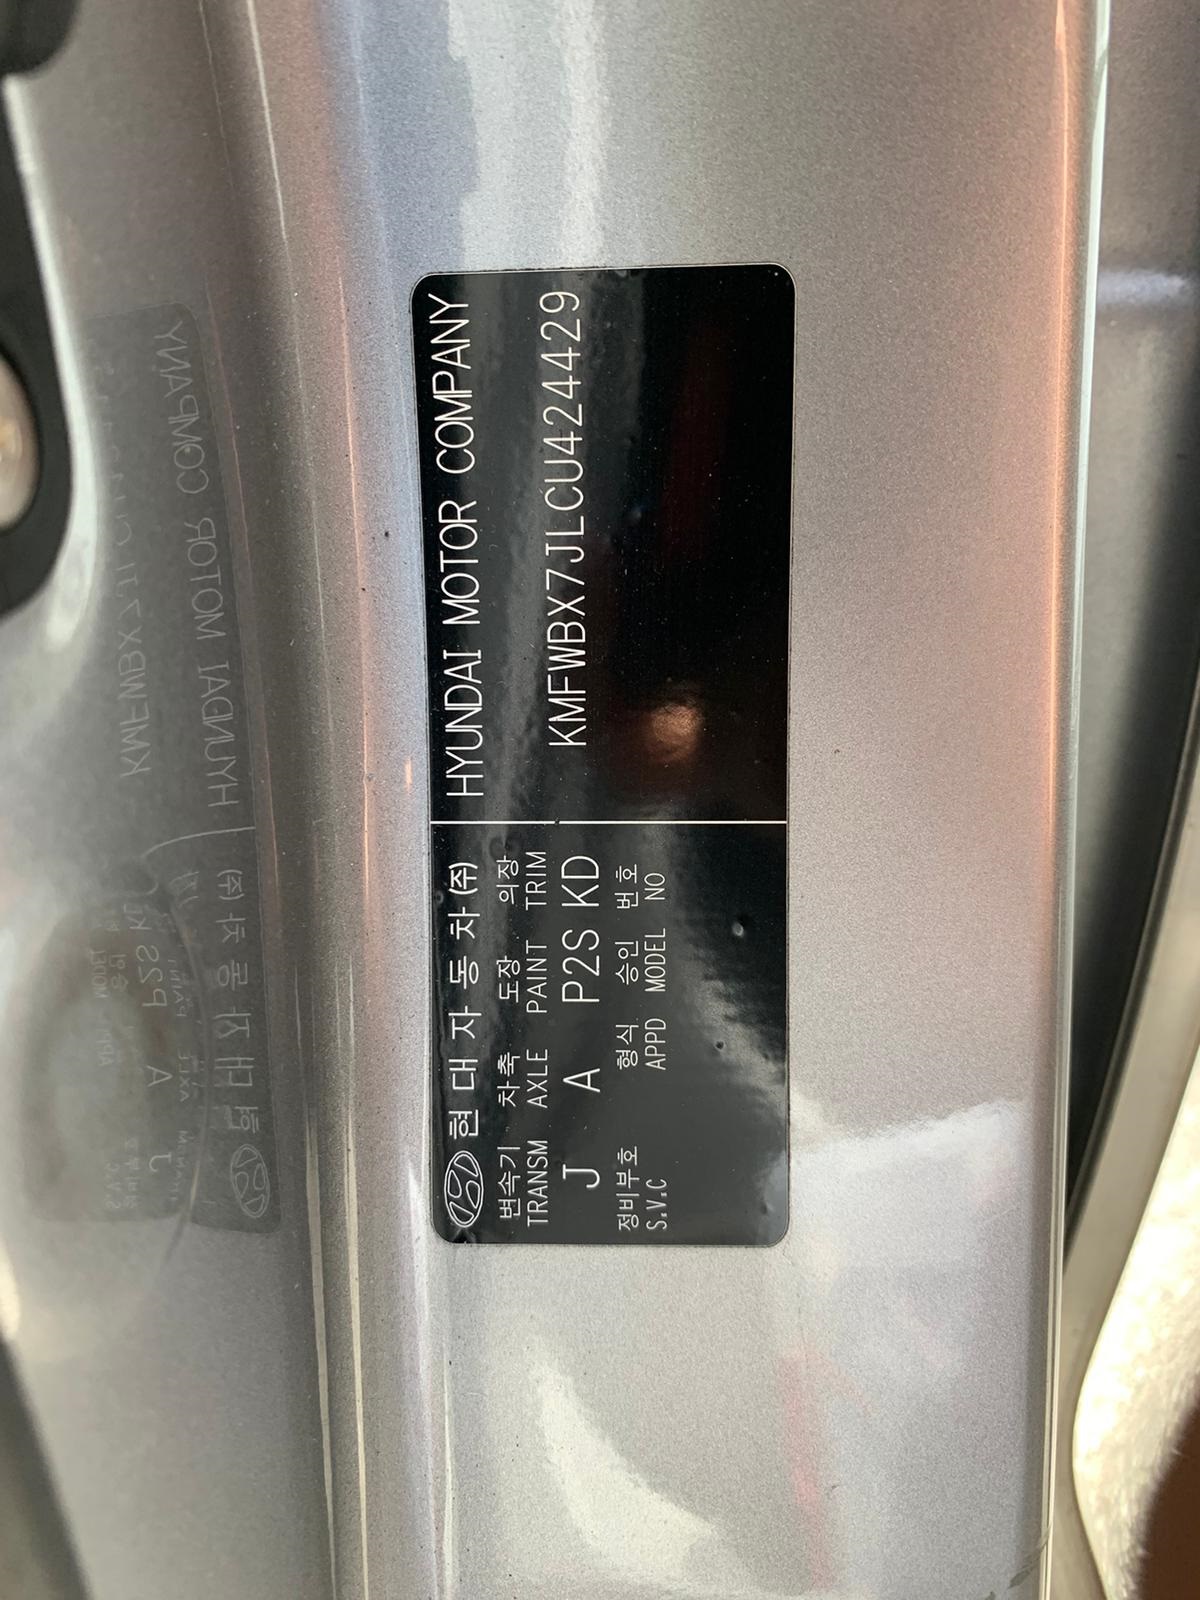 현대자동차(주)
HYUNDAI MOTOR COMPANY
변속기 차축 도장 의장
TRANSM AXLE PAINT TRIM
KMFWBX7JLCU424429
J A P2S KD
정비부호 형식 승인 번호
S.V.C APPD MODEL NO